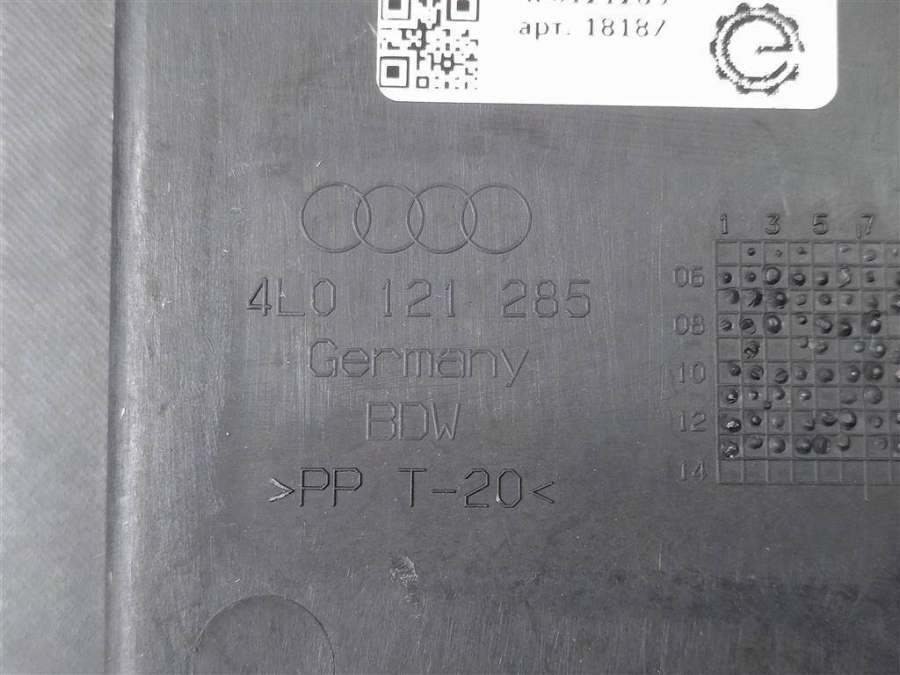 арт. 18187
4L0 121 285
Germany
BDW
>PP T-20<
1 3 5 7
06
08
10
12
14